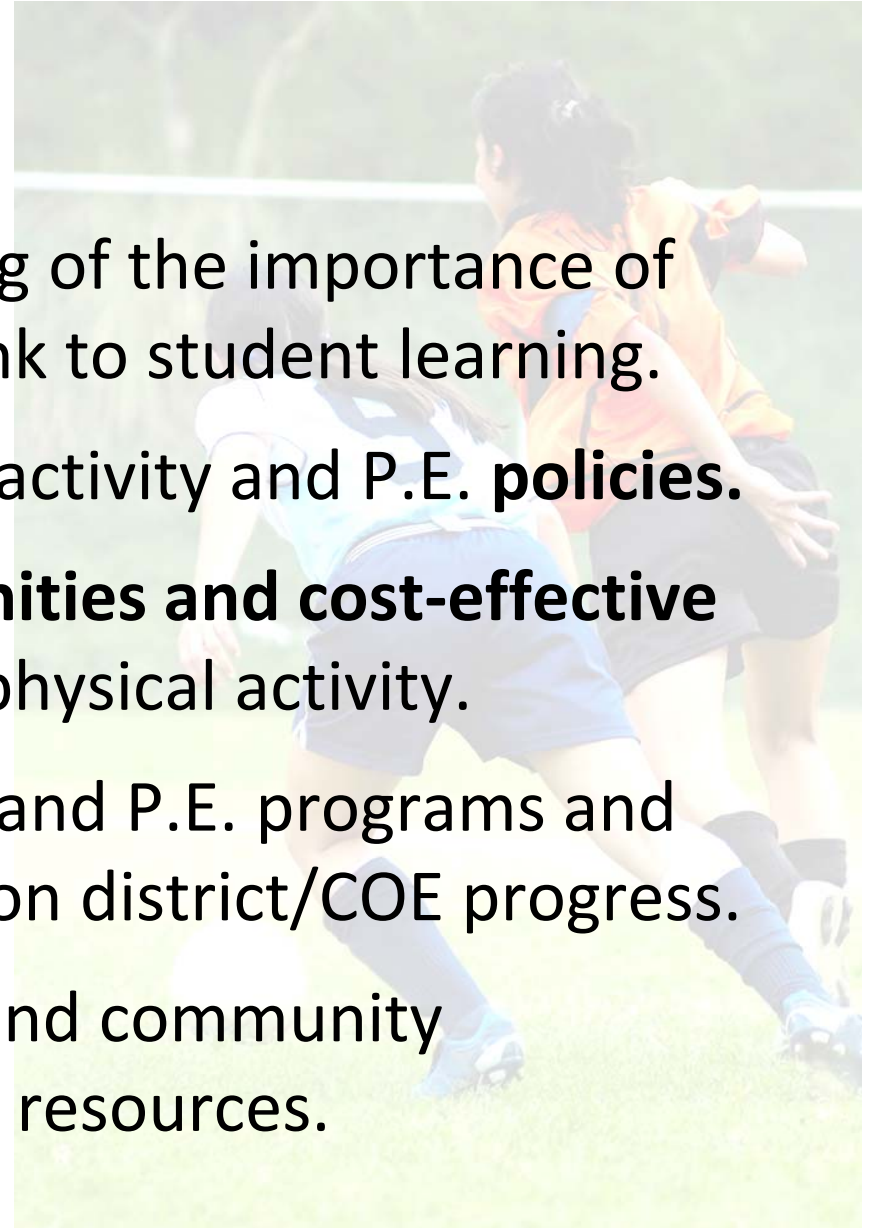 g of the importance of
nk to student learning.
activity and P.E. policies.
nities and cost-effective
physical activity.
and P.E. programs and
on district/COE progress.
nd community
resources.